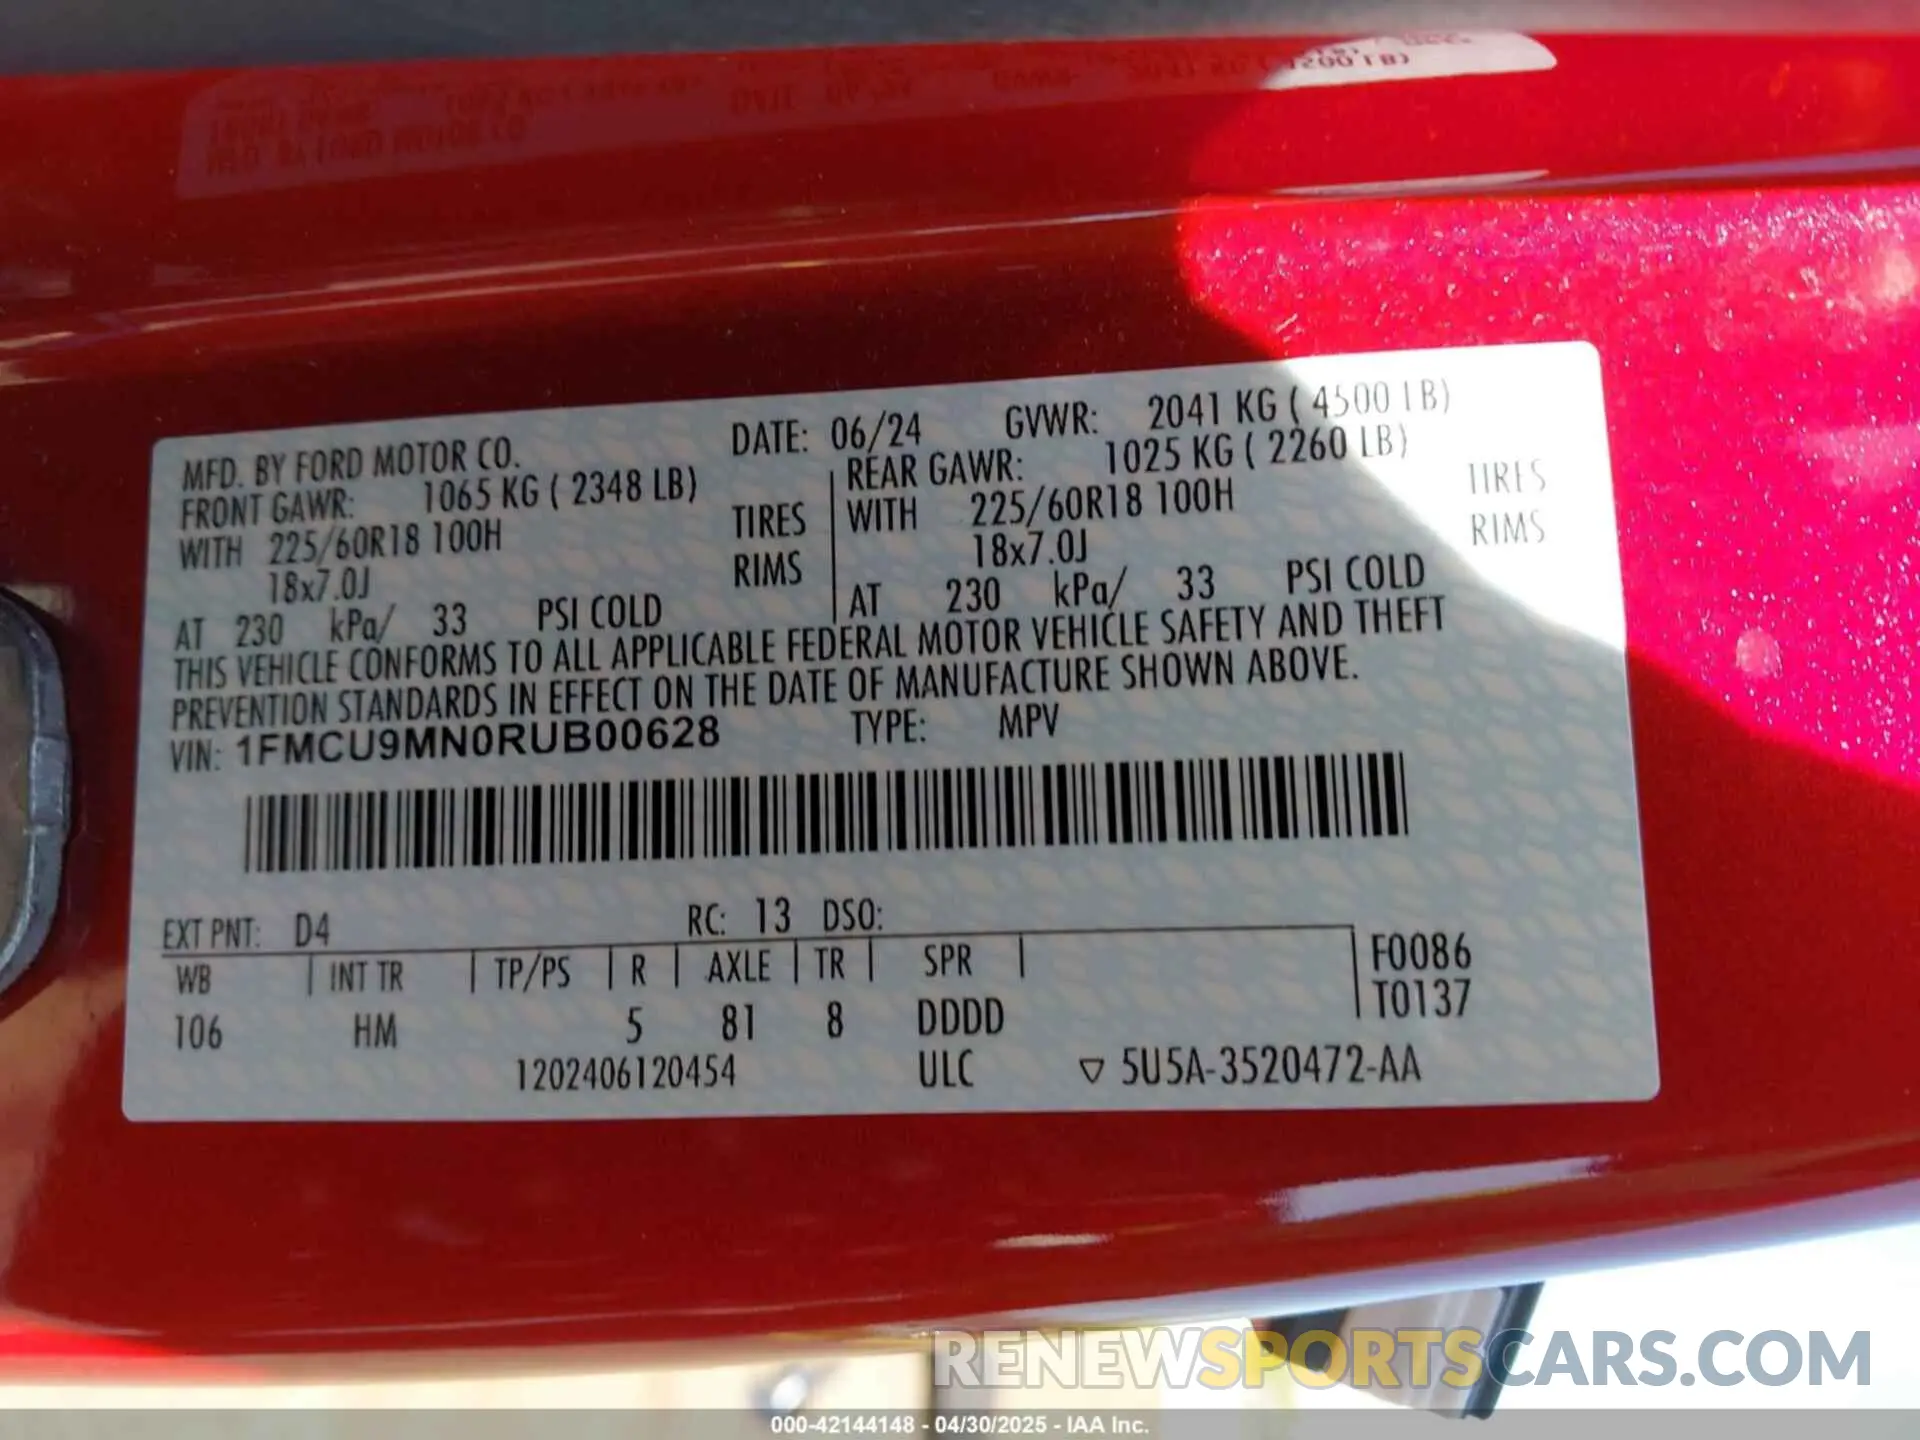 MFD. BY FORD MOTOR CO. DATE: 06/24 GVWR: 2041 KG ( 4500 LB)
FRONT GAWR: 1065 KG ( 2348 LB) REAR GAWR: 1025 KG ( 2260 LB)
WITH 225/60R18 100H TIRES WITH 225/60R18 100H TIRES
18x7.0J RIMS 18x7.0J RIMS
AT 230 kPa/ 33 PSI COLD AT 230 kPa/ 33 PSI COLD
THIS VEHICLE CONFORMS TO ALL APPLICABLE FEDERAL MOTOR VEHICLE SAFETY AND THEFT
PREVENTION STANDARDS IN EFFECT ON THE DATE OF MANUFACTURE SHOWN ABOVE.
VIN: 1FMCU9MN0RUB00628 TYPE: MPV
EXT PNT: D4 RC: 13 DSO:
WB INT TR TP/PS R AXLE TR SPR F0086
106 HM 5 81 8 DDDD T0137
1202406120454 ULC ▽ 5U5A-3520472-AA
RENEWSPORTSCARS.COM
000-42144148 - 04/30/2025 - IAA Inc.